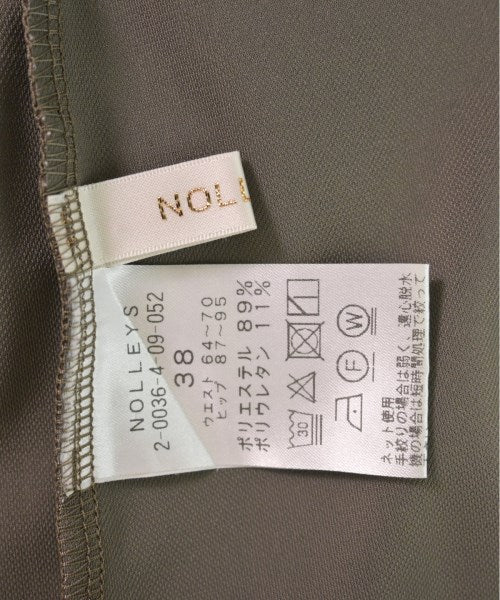 NOLL
NOLLEYS
2-0036-4-09-052
38
ウエスト 64～70
ヒップ 87～95
ポリエステル 89%
ポリウレタン 11%
30
F
W
ネット使用
手絞りの場合は弱く、遠心脱水
機の場合は短時間処理で絞って